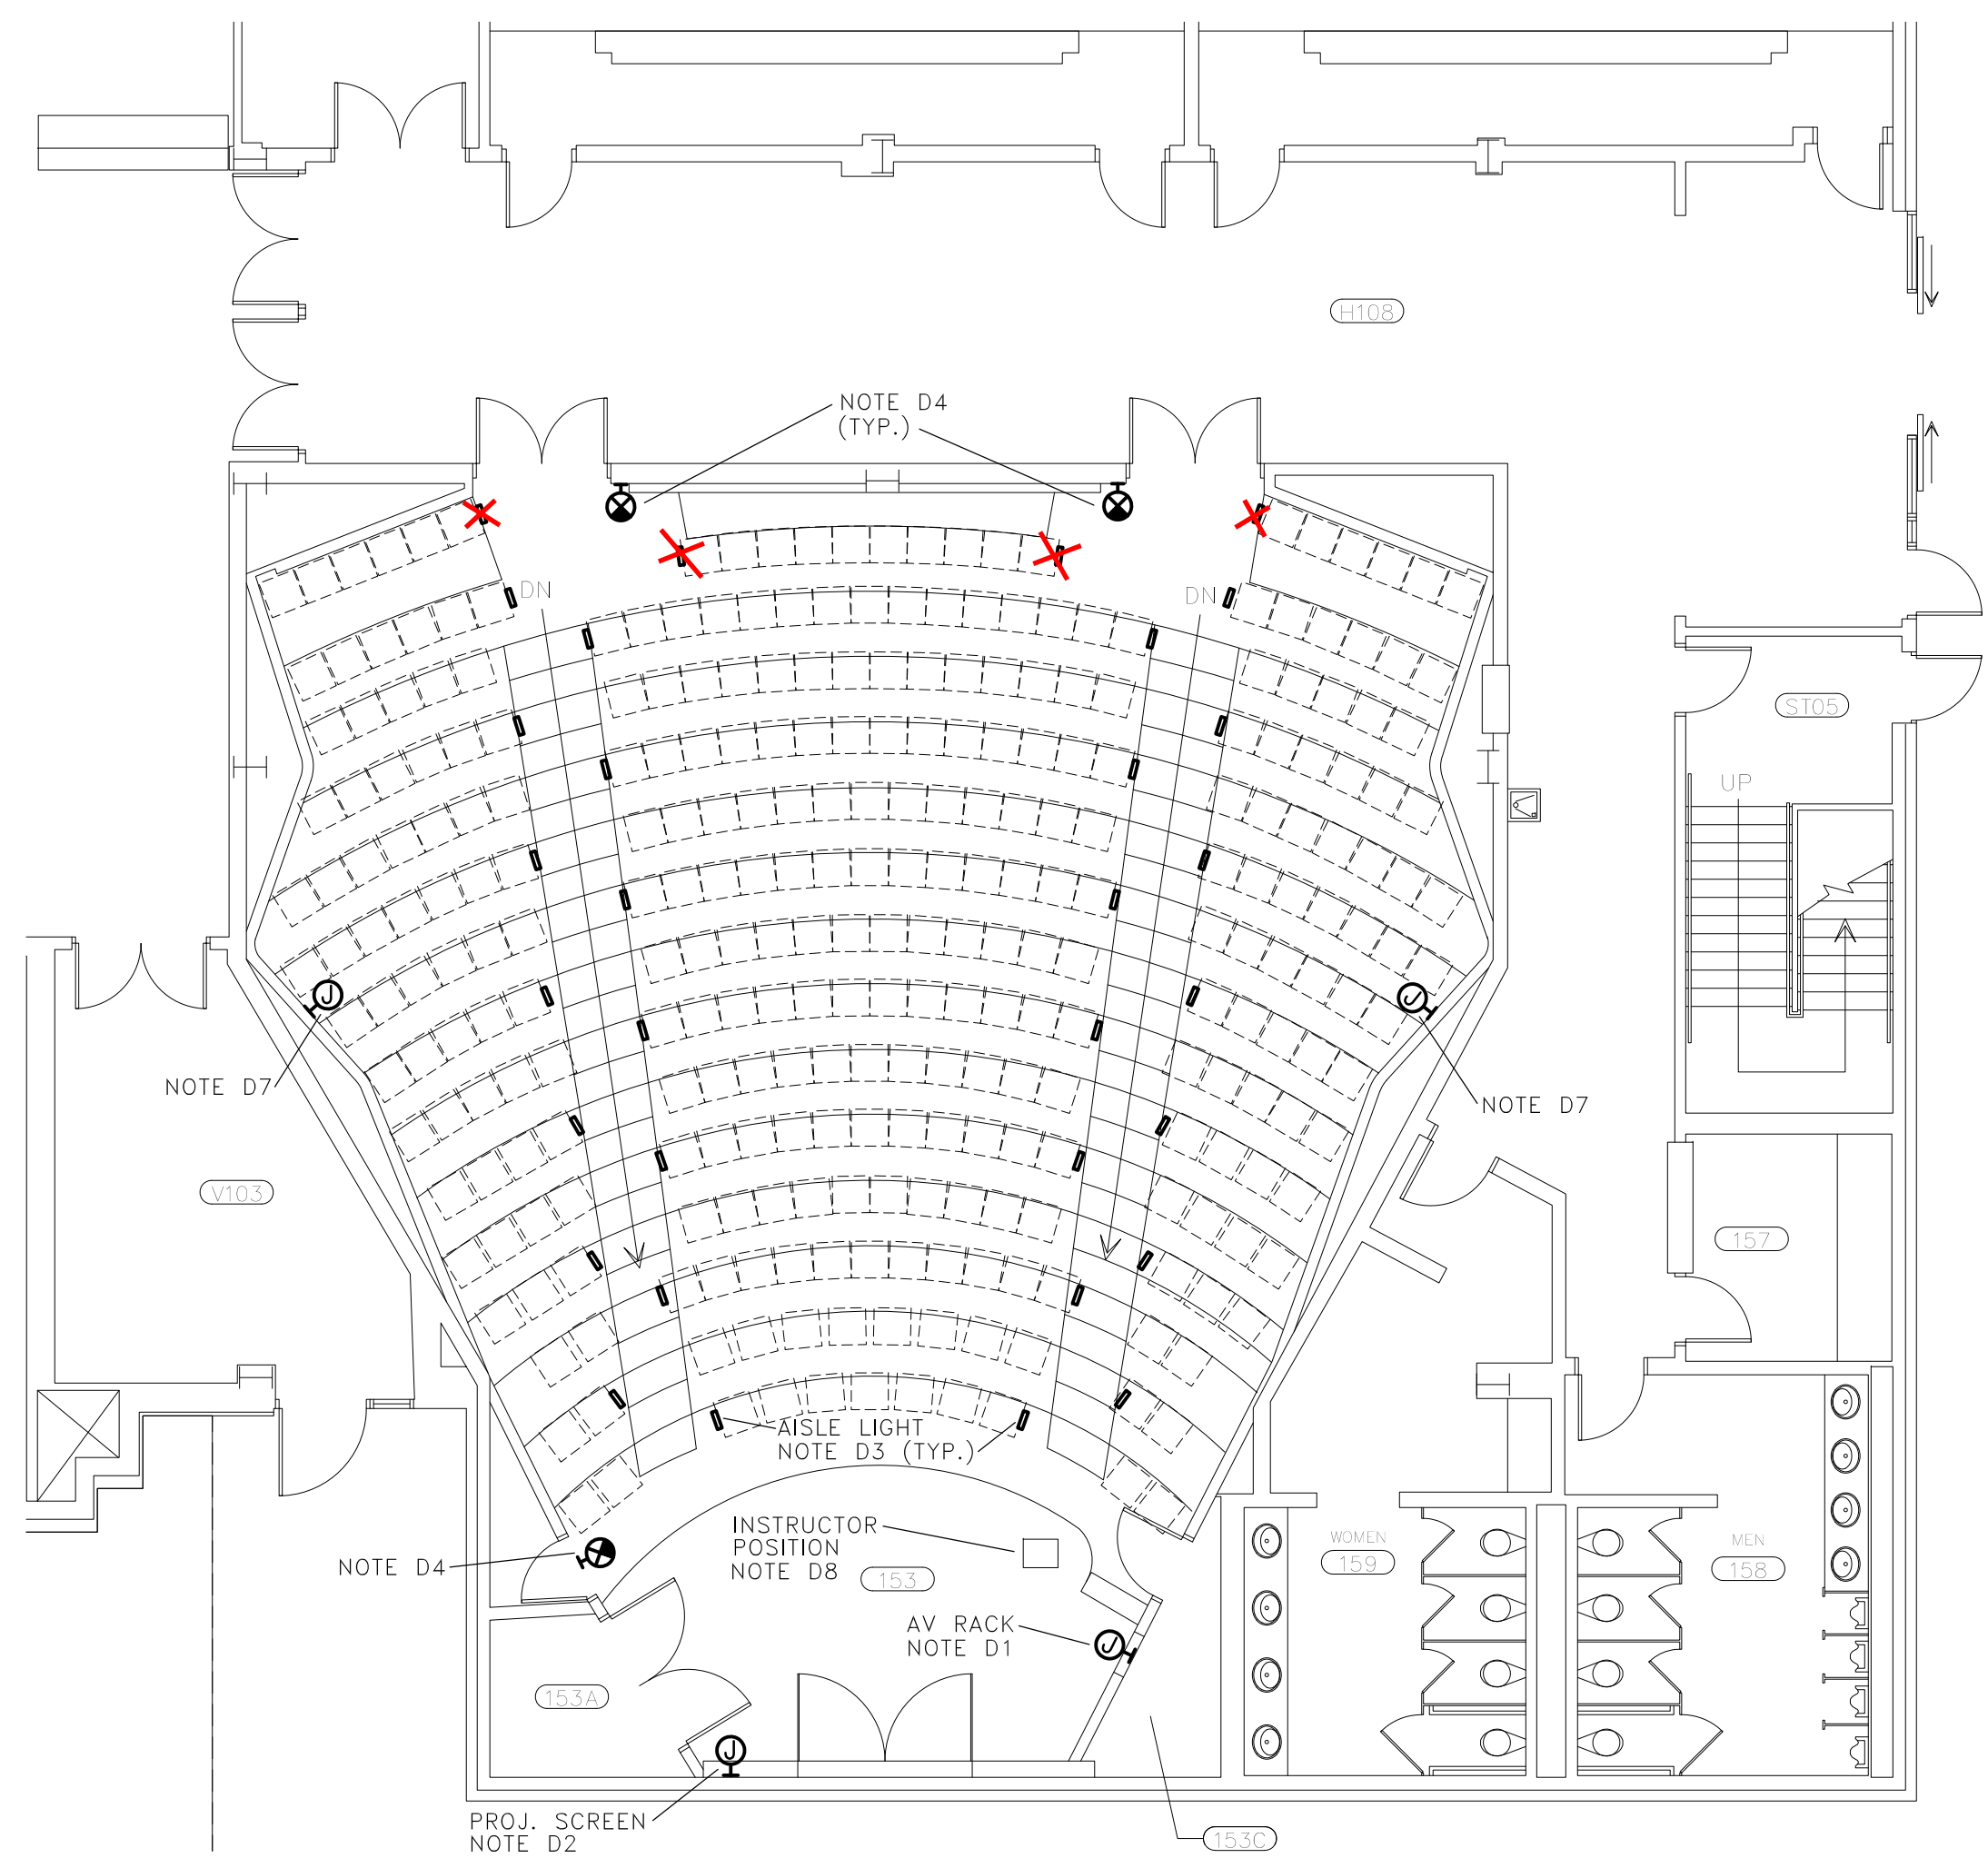 H108
NOTE D4
(TYP.)
DN
DN
ST05
UP
NOTE D7
NOTE D7
V103
157
AISLE LIGHT
NOTE D3 (TYP.)
INSTRUCTOR
POSITION
NOTE D8
NOTE D4
153
WOMEN
159
MEN
158
AV RACK
NOTE D1
153A
PROJ. SCREEN
NOTE D2
153C
J
J
J
J